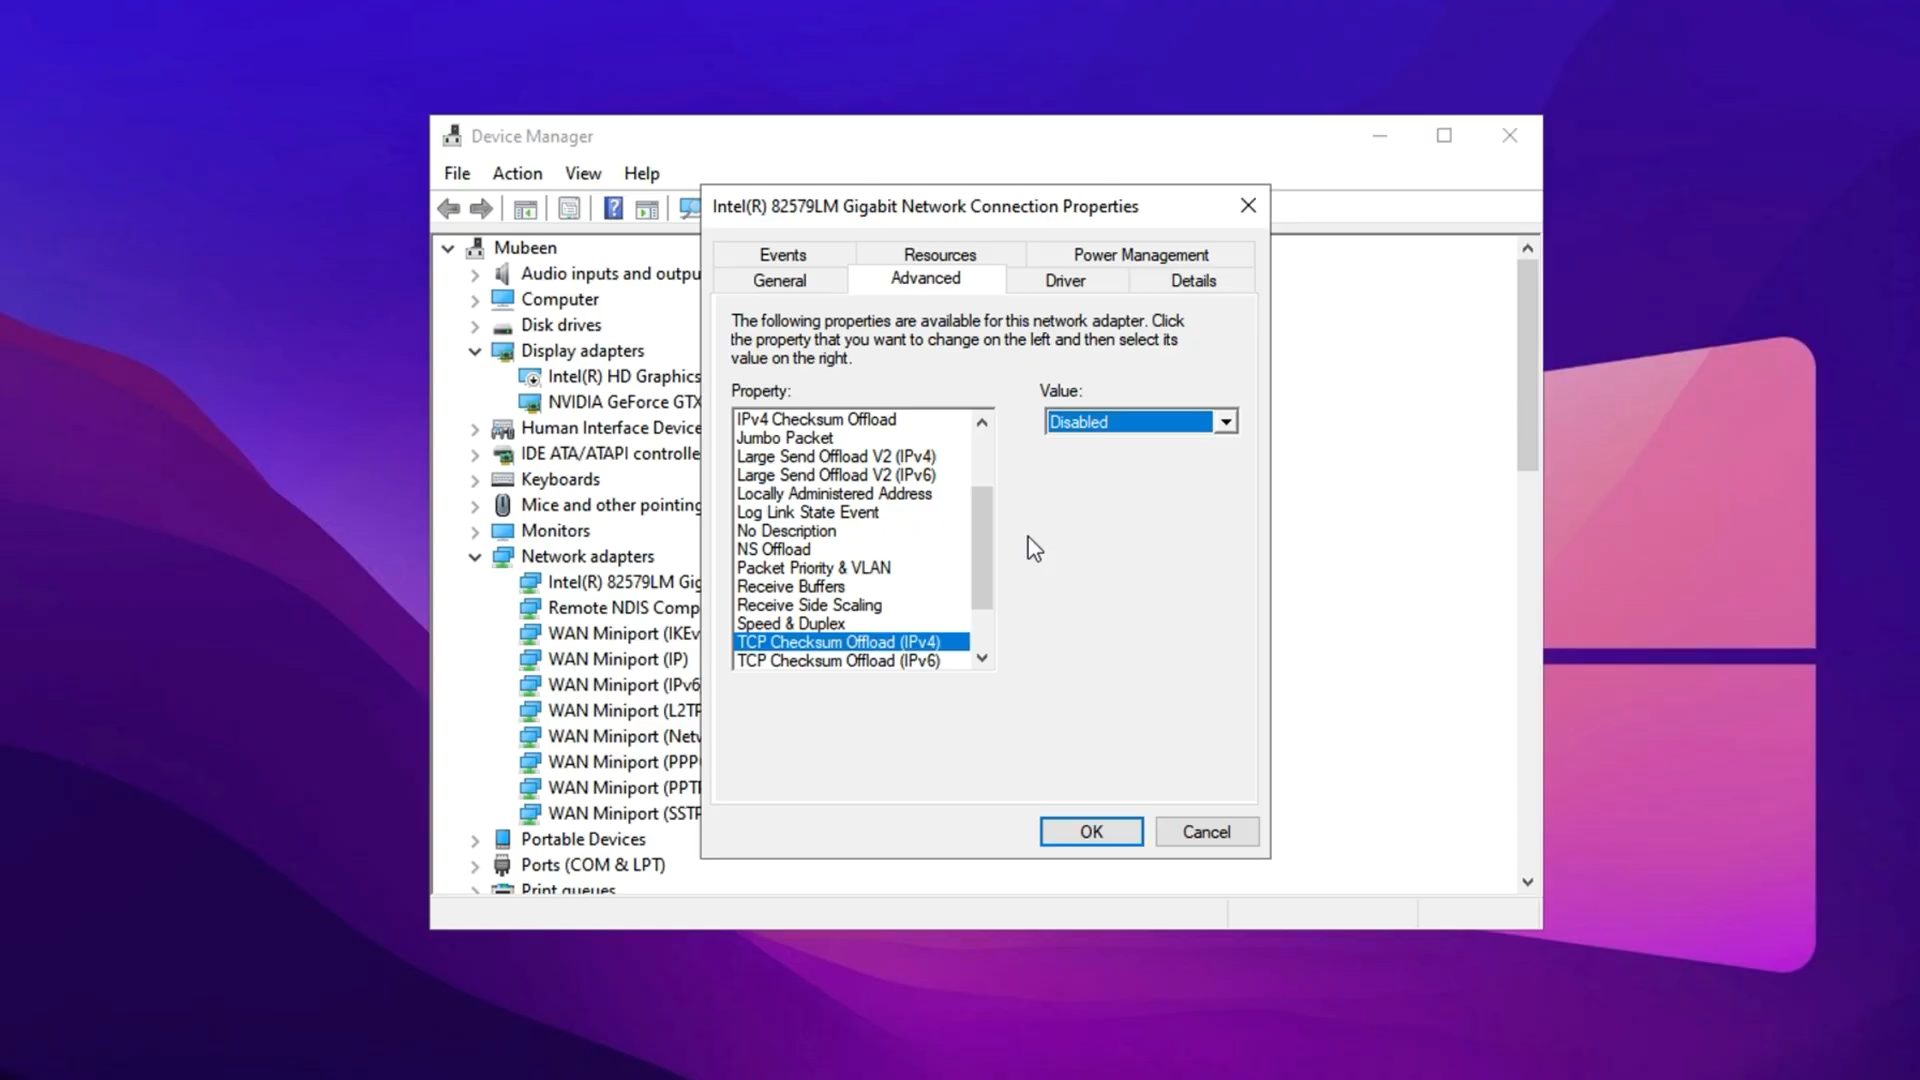 Device Manager
File Action View Help
Mubeen
Audio inputs and outpu
Computer
Disk drives
Display adapters
Intel(R) HD Graphics
NVIDIA GeForce GTX
Human Interface Device
IDE ATA/ATAPI controlle
Keyboards
Mice and other pointing
Monitors
Network adapters
Intel(R) 82579LM Gig
Remote NDIS Comp
WAN Miniport (IKEv
WAN Miniport (IP)
WAN Miniport (IPv6
WAN Miniport (L2TP
WAN Miniport (Netw
WAN Miniport (PPP
WAN Miniport (PPTP
WAN Miniport (SSTP
Portable Devices
Ports (COM & LPT)
Print queues
Intel(R) 82579LM Gigabit Network Connection Properties
Events Resources Power Management
General Advanced Driver Details
The following properties are available for this network adapter. Click
the property that you want to change on the left and then select its
value on the right.
Property:
Value:
IPv4 Checksum Offload
Jumbo Packet
Large Send Offload V2 (IPv4)
Large Send Offload V2 (IPv6)
Locally Administered Address
Log Link State Event
No Description
NS Offload
Packet Priority & VLAN
Receive Buffers
Receive Side Scaling
Speed & Duplex
TCP Checksum Offload (IPv4)
TCP Checksum Offload (IPv6)
Disabled
OK Cancel